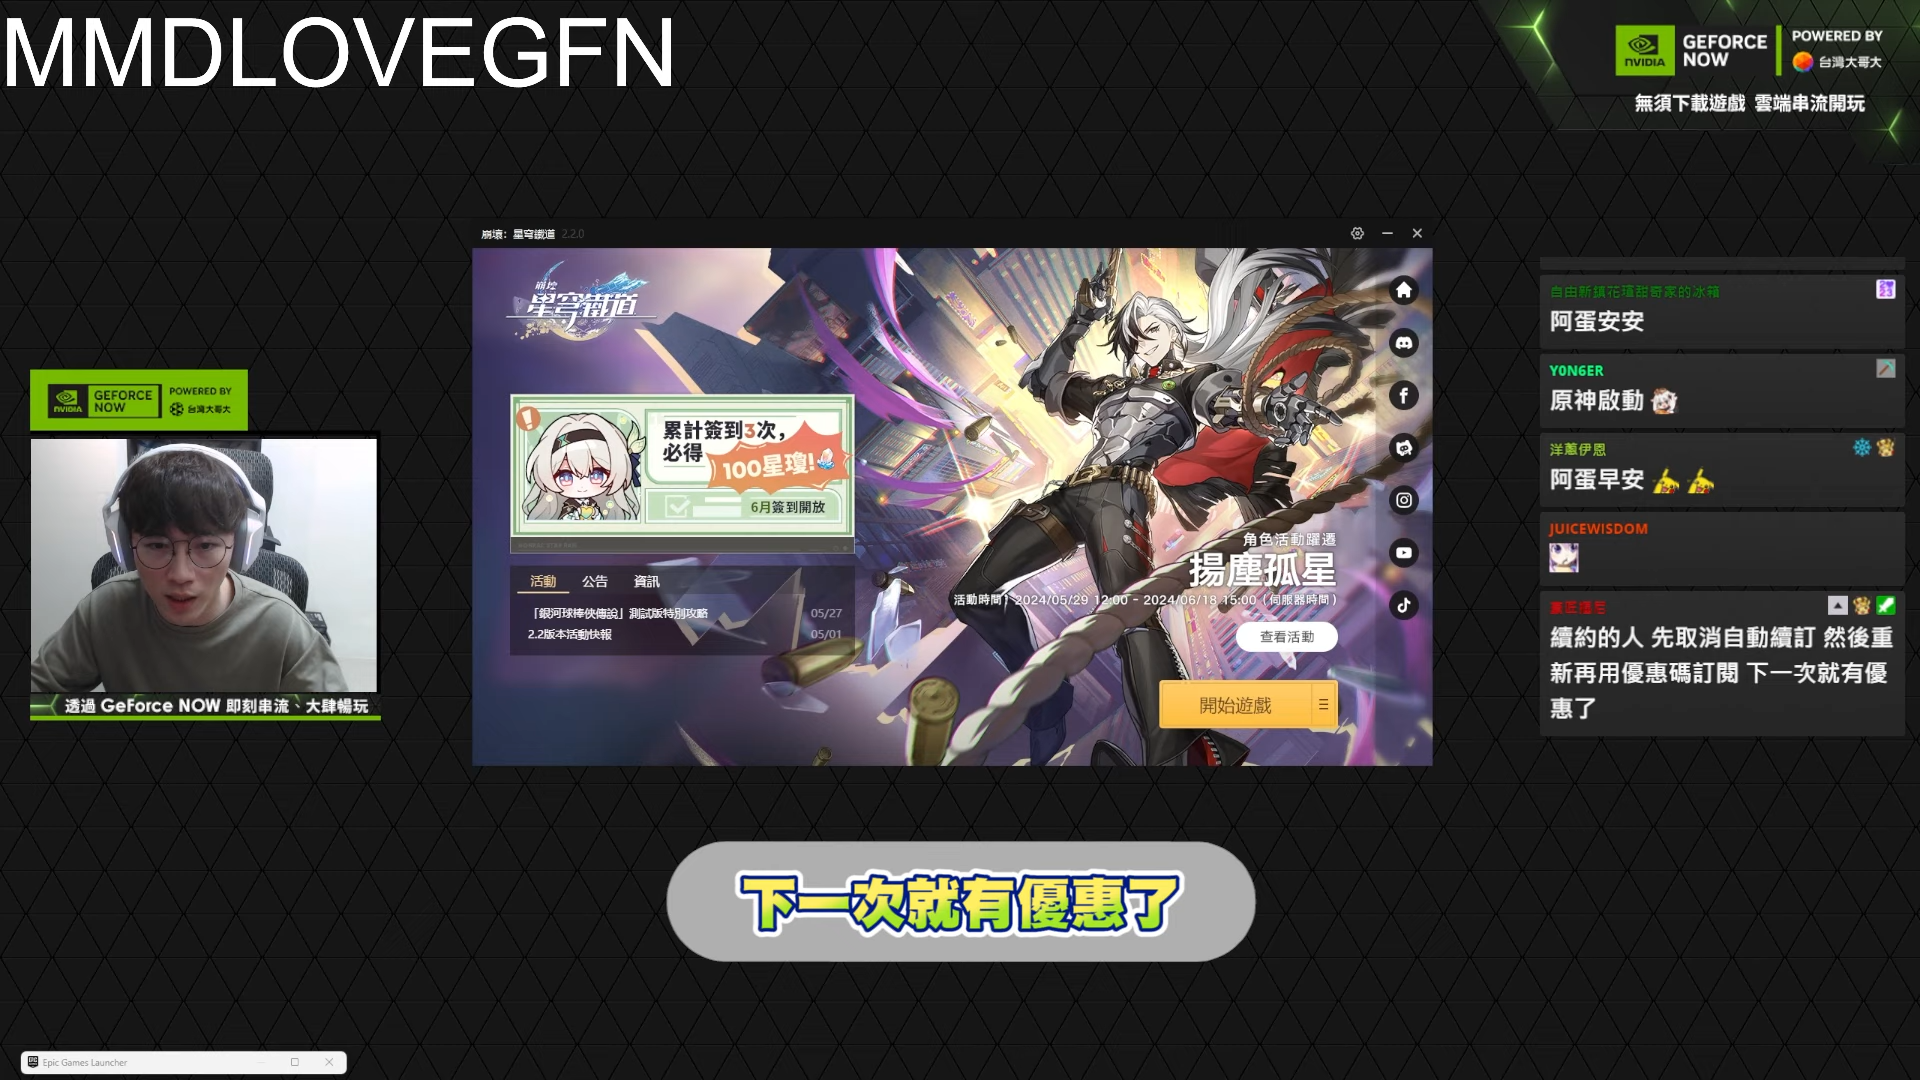 MMDLOVEGFN
NVIDIA
GEFORCE
NOW
POWERED BY
台灣大哥大
無須下載遊戲 雲端串流開玩
崩壞：星穹鐵道 2.2.0
崩壞
星穹鐵道
累計簽到3次，
必得
100星瓊!
6月簽到開放
活動 公告 資訊
「銀河球棒俠傳說」測試版特別攻略 05/27
2.2版本活動快報 05/01
角色活動躍遷
揚塵孤星
活動時間：2024/05/29 12:00 - 2024/06/18 15:00（伺服器時間）
查看活動
開始遊戲
NVIDIA
GEFORCE
NOW
POWERED BY
台灣大哥大
透過 GeForce NOW 即刻串流、大肆暢玩
阿蛋安安
Y0N6ER
原神啟動
洋蔥伊恩
阿蛋早安
JUICEWISDOM
續約的人 先取消自動續訂 然後重
新再用優惠碼訂閱 下一次就有優
惠了
下一次就有優惠了
Epic Games Launcher